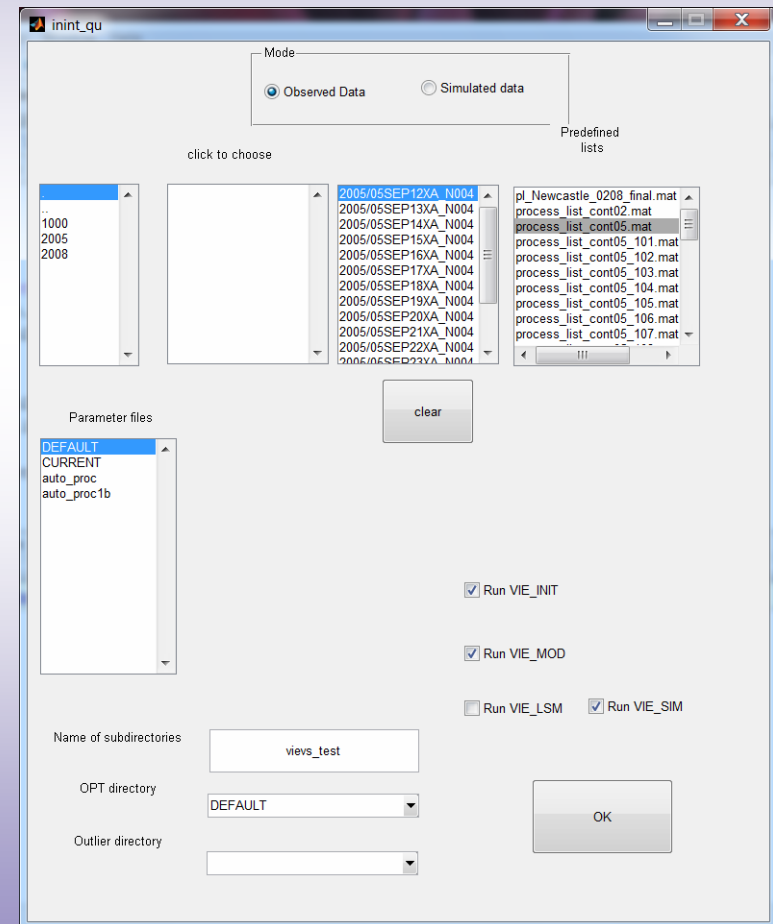 inint_qu
Mode
Observed Data
Simulated data
Predefined
lists
click to choose
.
..
1000
2005
2008
2005/05SEP12XA_N004
2005/05SEP13XA_N004
2005/05SEP14XA_N004
2005/05SEP15XA_N004
2005/05SEP16XA_N004
2005/05SEP17XA_N004
2005/05SEP18XA_N004
2005/05SEP19XA_N004
2005/05SEP20XA_N004
2005/05SEP21XA_N004
2005/05SEP22XA_N004
2005/05SEP23XA_N004
pl_Newcastle_0208_final.mat
process_list_cont02.mat
process_list_cont05.mat
process_list_cont05_101.mat
process_list_cont05_102.mat
process_list_cont05_103.mat
process_list_cont05_104.mat
process_list_cont05_105.mat
process_list_cont05_106.mat
process_list_cont05_107.mat
clear
Parameter files
DEFAULT
CURRENT
auto_proc
auto_proc1b
Run VIE_INIT
Run VIE_MOD
Run VIE_LSM
Run VIE_SIM
Name of subdirectories
vievs_test
OPT directory
DEFAULT
OK
Outlier directory